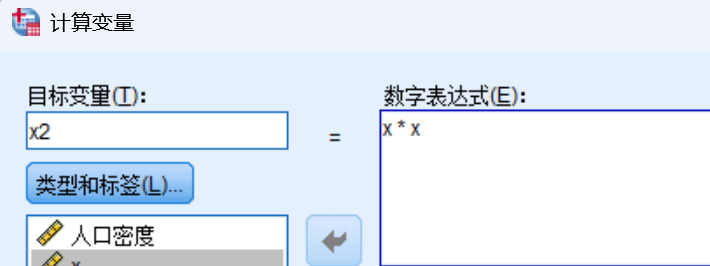 计算变量
目标变量(T):
数字表达式(E):
x2
=
x * x
类型和标签(L)...
人口密度
x